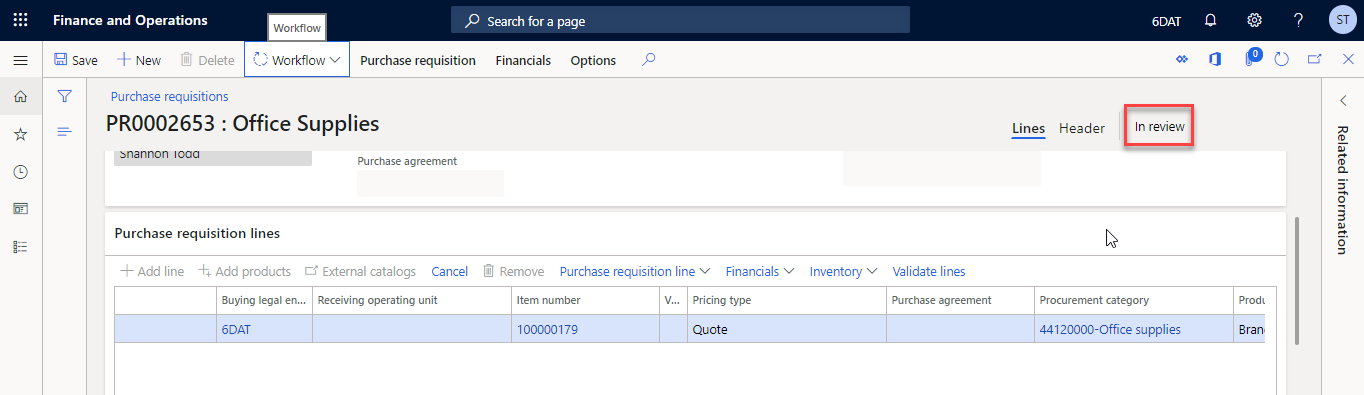 Finance and Operations
Workflow
Search for a page
6DAT
ST
Save
New
Delete
Workflow
Purchase requisition
Financials
Options
0
Purchase requisitions
PR0002653 : Office Supplies
Lines
Header
In review
Shannon Todd
Purchase agreement
Related information
Purchase requisition lines
Add line
Add products
External catalogs
Cancel
Remove
Purchase requisition line
Financials
Inventory
Validate lines
Buying legal en...
Receiving operating unit
Item number
V...
Pricing type
Purchase agreement
Procurement category
Produ
6DAT
100000179
Quote
44120000-Office supplies
Bran